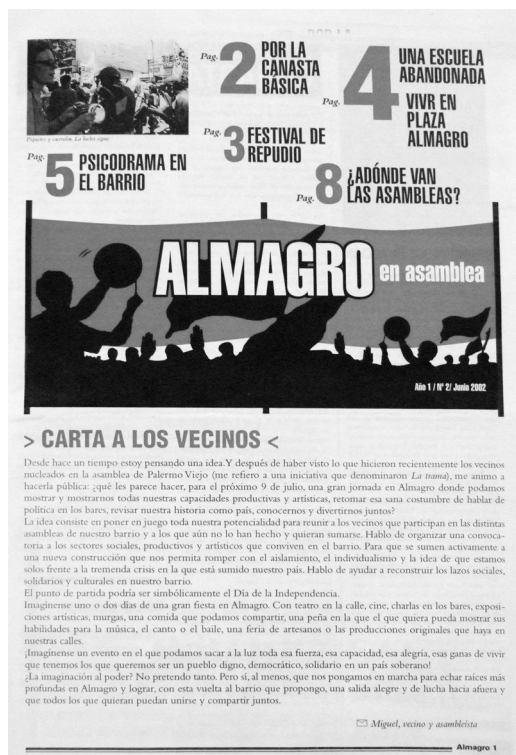 Pag. 2 POR LA
CANASTA
BÁSICA
Pag. 4 UNA ESCUELA
ABANDONADA
VIVR EN
PLAZA
ALMAGRO
Piquetes y cacerolas. La lucha sigue.
Pag. 3 FESTIVAL DE
REPUDIO
Pag. 5 PSICODRAMA EN
EL BARRIO
Pag. 8 ¿ADÓNDE VAN
LAS ASAMBLEAS?
ALMAGRO en asamblea
Año 1 / Nº 2/ Junio 2002
> CARTA A LOS VECINOS <
Desde hace un tiempo estoy pensando una idea.Y después de haber visto lo que hicieron recientemente los vecinos
nucleados en la asamblea de Palermo Viejo (me refiero a una iniciativa que denominaron La trama), me animo a
hacerla pública: ¿qué les parece hacer, para el próximo 9 de julio, una gran jornada en Almagro donde podamos
mostrar y mostrarnos todas nuestras capacidades productivas y artísticas, retomar esa sana costumbre de hablar de
política en los bares, revisar nuestra historia como país, conocernos y divertirnos juntos?
La idea consiste en poner en juego toda nuestra potencialidad para reunir a los vecinos que participan en las distintas
asambleas de nuestro barrio y a los que aún no lo han hecho y quieran sumarse. Hablo de organizar una convoca-
toria a los sectores sociales, productivos y artísticos que conviven en el barrio. Para que se sumen activamente a
una nueva construcción que nos permita romper con el aislamiento, el individualismo y la idea de que estamos
solos frente a la tremenda crisis en la que está sumido nuestro país. Hablo de ayudar a reconstruir los lazos sociales,
solidarios y culturales en nuestro barrio.
El punto de partida podría ser simbólicamente el Día de la Independencia.
Imagínense uno o dos días de una gran fiesta en Almagro. Con teatro en la calle, cine, charlas en los bares, exposi-
ciones artísticas, murgas, una comida que podamos compartir, una peña en la que el que quiera pueda mostrar sus
habilidades para la música, el canto o el baile, una feria de artesanos o las producciones originales que haya en
nuestras calles.
¡Imagínense un evento en el que podamos sacar a la luz toda esa fuerza, esa capacidad, esa alegría, esas ganas de vivir
que tenemos los que queremos ser un pueblo digno, democrático, solidario en un país soberano!
¿La imaginación al poder? No pretendo tanto. Pero sí, al menos, que nos pongamos en marcha para echar raíces más
profundas en Almagro y lograr, con esta vuelta al barrio que propongo, una salida alegre y de lucha hacia afuera y
que todos los que quieran puedan unirse y compartir juntos.
Miguel, vecino y asambleísta
Almagro 1